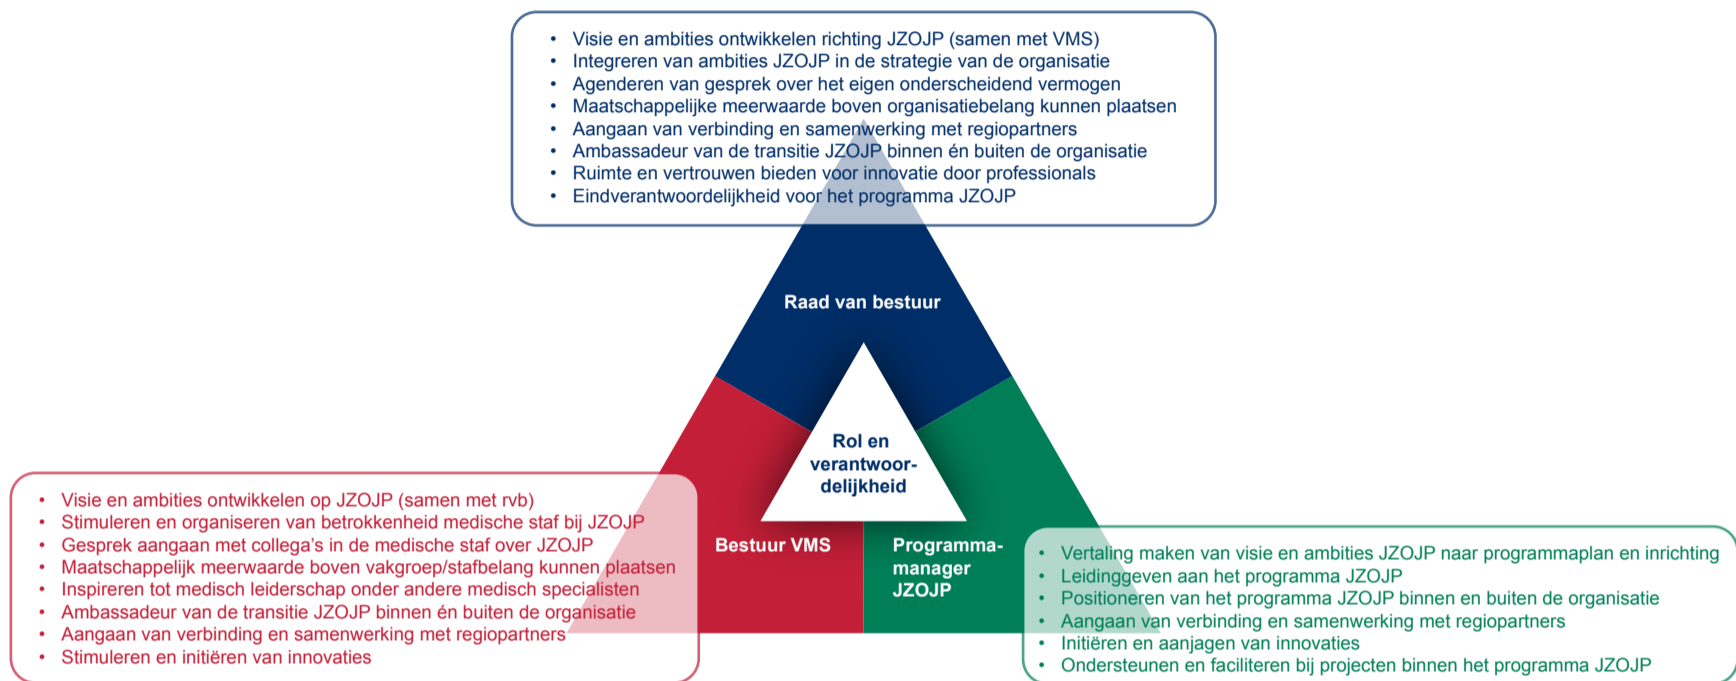 • Visie en ambities ontwikkelen richting JZOJP (samen met VMS)
• Integreren van ambities JZOJP in de strategie van de organisatie
• Agenderen van gesprek over het eigen onderscheidend vermogen
• Maatschappelijke meerwaarde boven organisatiebelang kunnen plaatsen
• Aangaan van verbinding en samenwerking met regiopartners
• Ambassadeur van de transitie JZOJP binnen én buiten de organisatie
• Ruimte en vertrouwen bieden voor innovatie door professionals
• Eindverantwoordelijkheid voor het programma JZOJP
Raad van bestuur
Rol en
verantwoor-
delijkheid
• Visie en ambities ontwikkelen op JZOJP (samen met rvb)
• Stimuleren en organiseren van betrokkenheid medische staf bij JZOJP
• Gesprek aangaan met collega's in de medische staf over JZOJP
• Maatschappelijk meerwaarde boven vakgroep/stafbelang kunnen plaatsen
• Inspireren tot medisch leiderschap onder andere medisch specialisten
• Ambassadeur van de transitie JZOJP binnen én buiten de organisatie
• Aangaan van verbinding en samenwerking met regiopartners
• Stimuleren en initiëren van innovaties
Bestuur VMS
Programma-
manager
JZOJP
• Vertaling maken van visie en ambities JZOJP naar programmaplan en inrichting
• Leidinggeven aan het programma JZOJP
• Positioneren van het programma JZOJP binnen en buiten de organisatie
• Aangaan van verbinding en samenwerking met regiopartners
• Initiëren en aanjagen van innovaties
• Ondersteunen en faciliteren bij projecten binnen het programma JZOJP